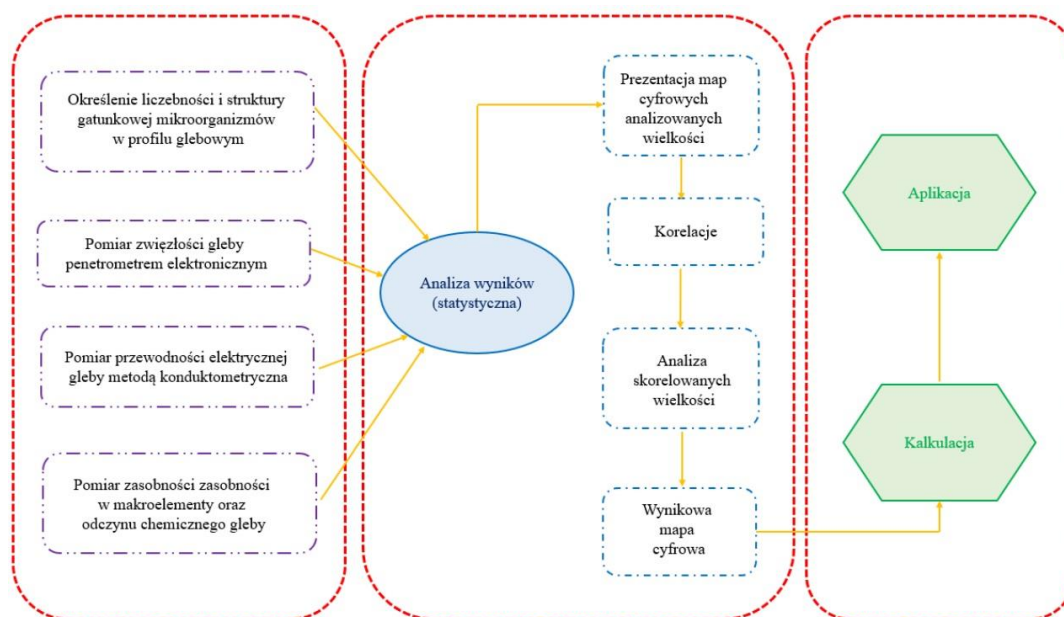 Określenie liczebności i struktury
gatunkowej mikroorganizmów
w profilu glebowym
Pomiar zwięzłości gleby
penetrometrem elektronicznym
Pomiar przewodności elektrycznej
gleby metodą konduktometryczna
Pomiar zasobności zasobności
w makroelementy oraz
odczynu chemicznego gleby
Analiza wyników
(statystyczna)
Prezentacja map
cyfrowych
analizowanych
wielkości
Korelacje
Analiza
skorelowanych
wielkości
Wynikowa
mapa
cyfrowa
Aplikacja
Kalkulacja